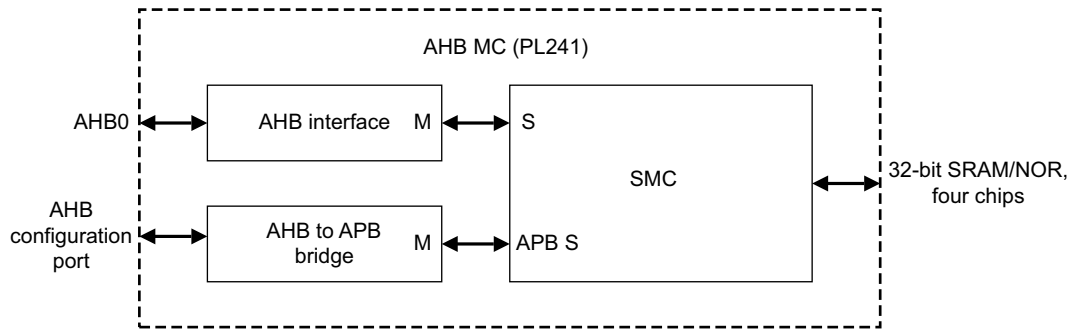 AHB MC (PL241)
AHB0
AHB interface
M
S
SMC
32-bit SRAM/NOR,
four chips
AHB
configuration
port
AHB to APB
bridge
M
APB S